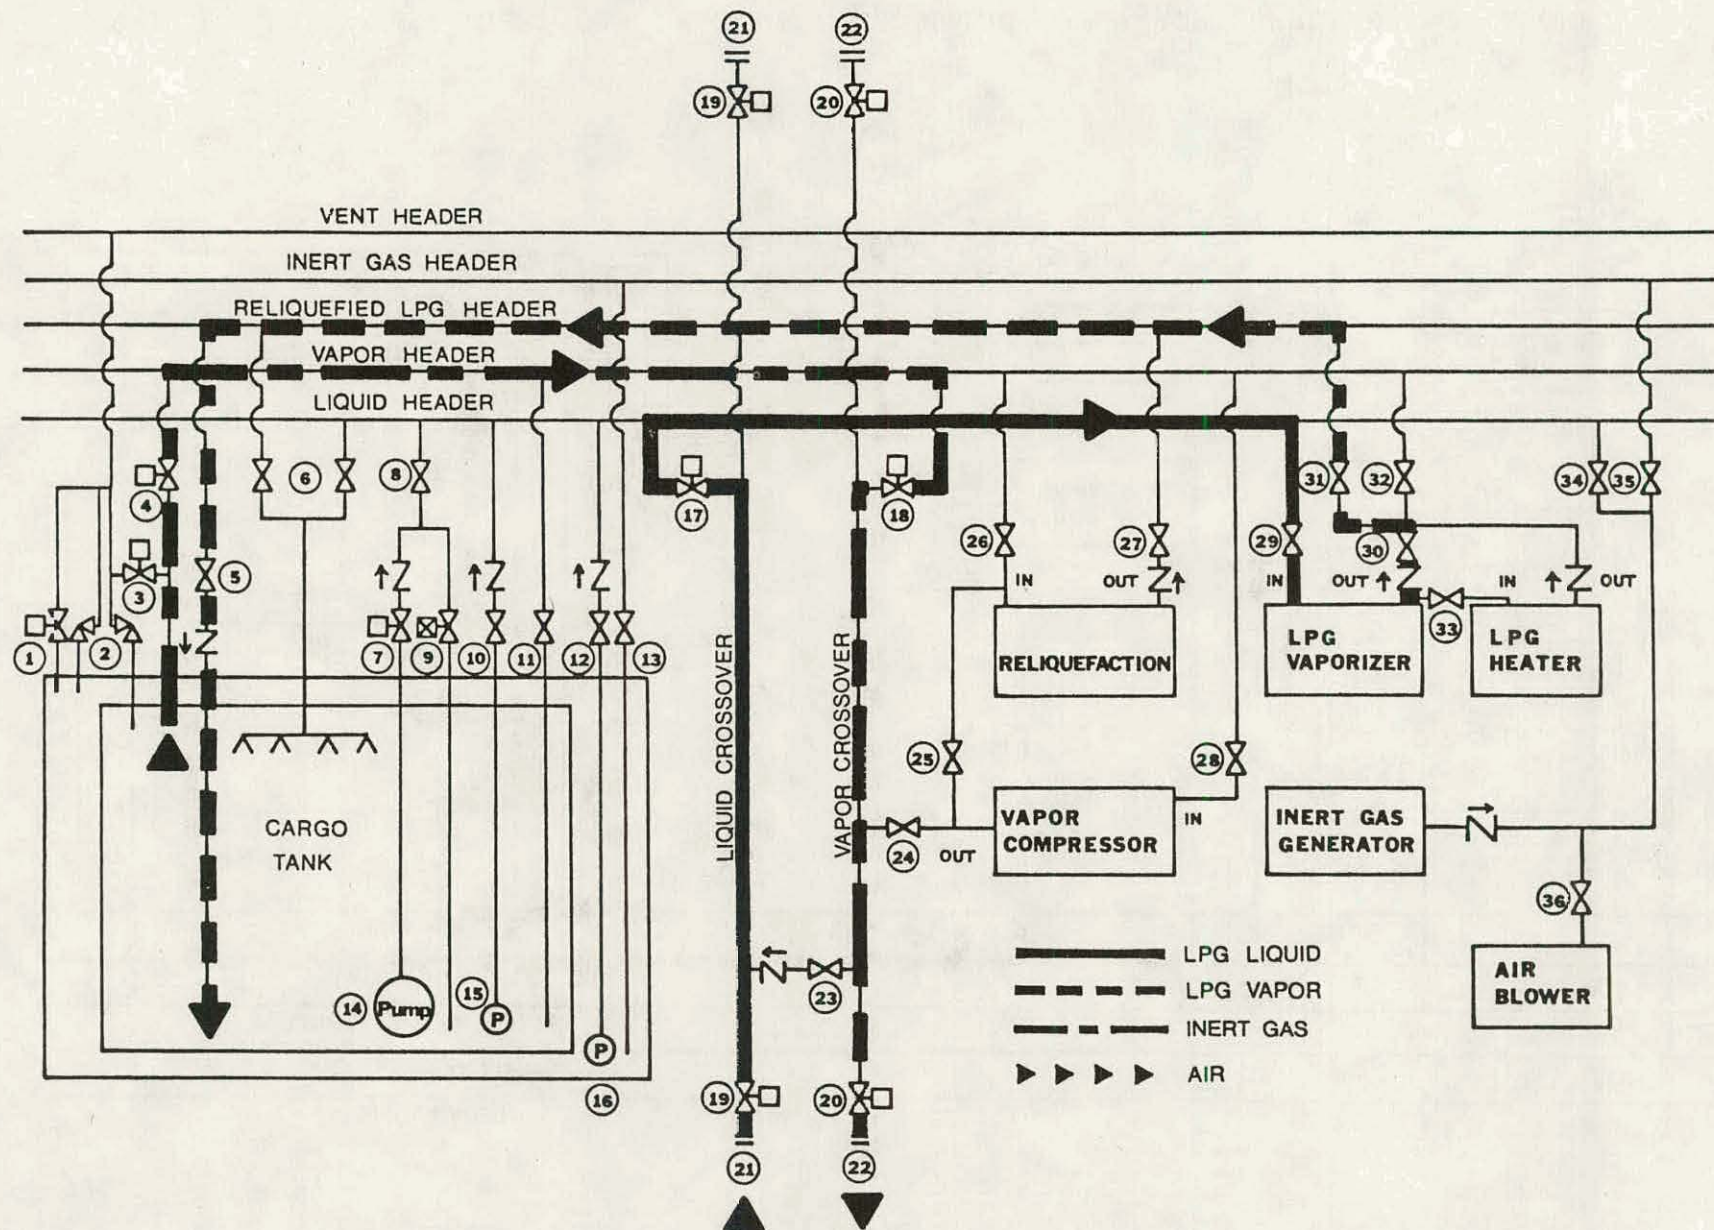 21
22
19
20
VENT HEADER
INERT GAS HEADER
RELIQUEFIED LPG HEADER
VAPOR HEADER
LIQUID HEADER
4
6
8
17
18
31
32
34
35
26
27
29
30
3
5
IN
OUT
IN
OUT
IN
OUT
33
1
2
7
9
10
11
12
13
RELIQUEFACTION
LPG
VAPORIZER
LPG
HEATER
LIQUID CROSSOVER
VAPOR CROSSOVER
25
28
CARGO
TANK
VAPOR
COMPRESSOR
IN
INERT GAS
GENERATOR
24
OUT
36
14
Pump
15
P
P
16
23
LPG LIQUID
LPG VAPOR
INERT GAS
AIR
AIR
BLOWER
19
20
21
22